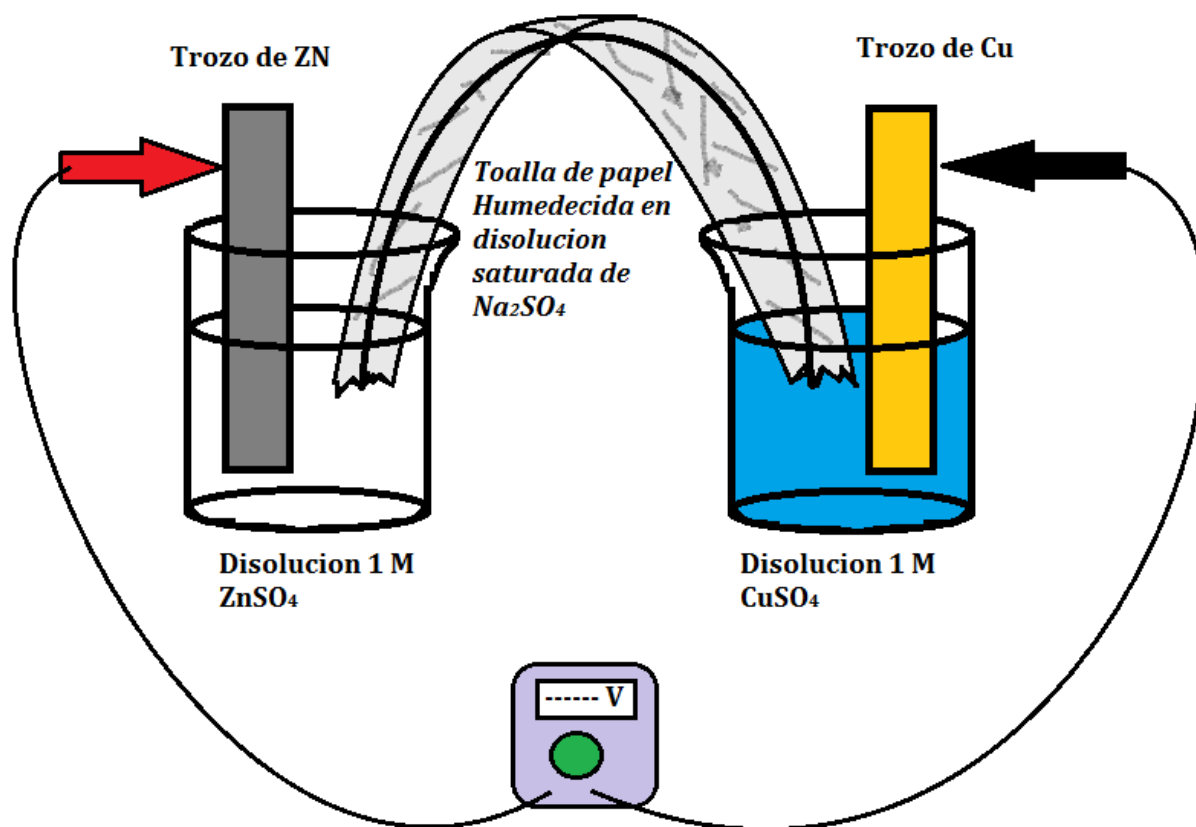 Trozo de ZN
Trozo de Cu
Toalla de papel
Humedecida en
disolucion
saturada de
Na₂SO₄
Disolucion 1 M
ZnSO₄
Disolucion 1 M
CuSO₄
------ V